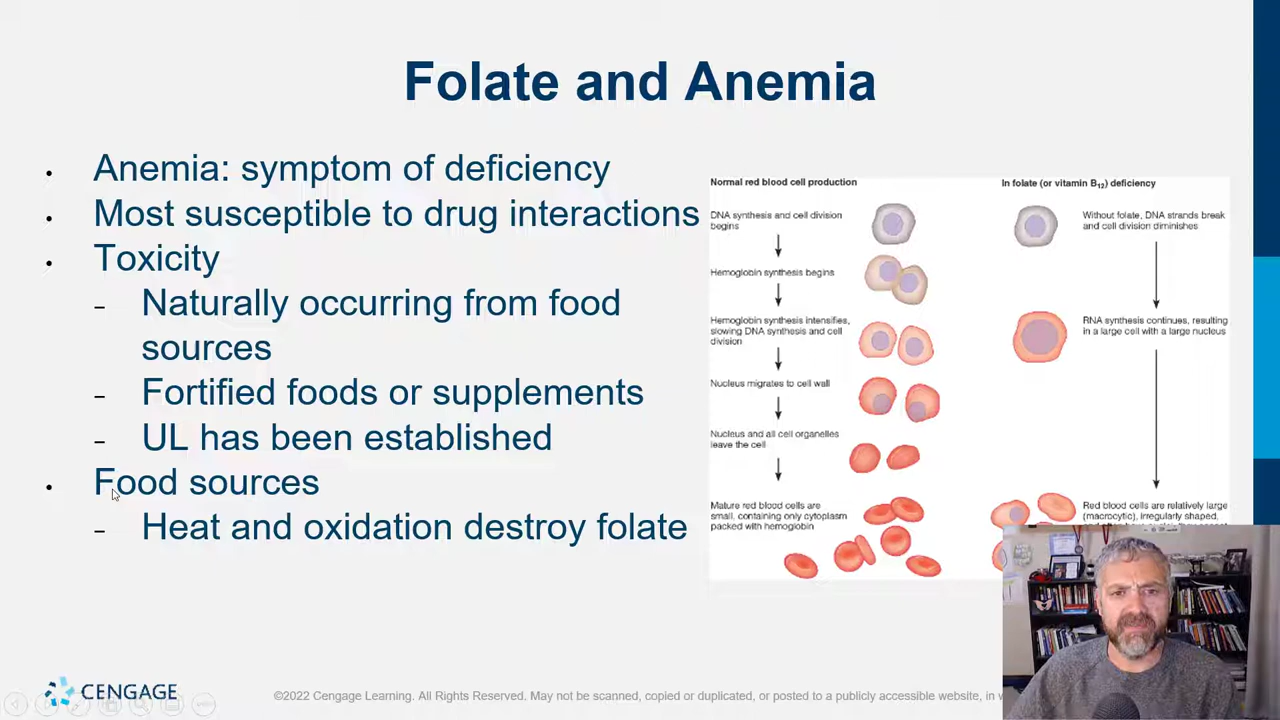 Folate and Anemia
Anemia: symptom of deficiency
Most susceptible to drug interactions
Toxicity
– Naturally occurring from food
sources
– Fortified foods or supplements
– UL has been established
Food sources
– Heat and oxidation destroy folate
Normal red blood cell production
DNA synthesis and cell division
begins
Hemoglobin synthesis begins
Hemoglobin synthesis intensifies,
slowing DNA synthesis and cell
division
Nucleus migrates to cell wall
Nucleus and all cell organelles
leave the cell
Mature red blood cells are
small, containing only cytoplasm
packed with hemoglobin
In folate (or vitamin B12) deficiency
Without folate, DNA strands break
and cell division diminishes
RNA synthesis continues, resulting
in a large cell with a large nucleus
Red blood cells are relatively large
(macrocytic), irregularly shaped,
CENGAGE
©2022 Cengage Learning. All Rights Reserved. May not be scanned, copied or duplicated, or posted to a publicly accessible website, in